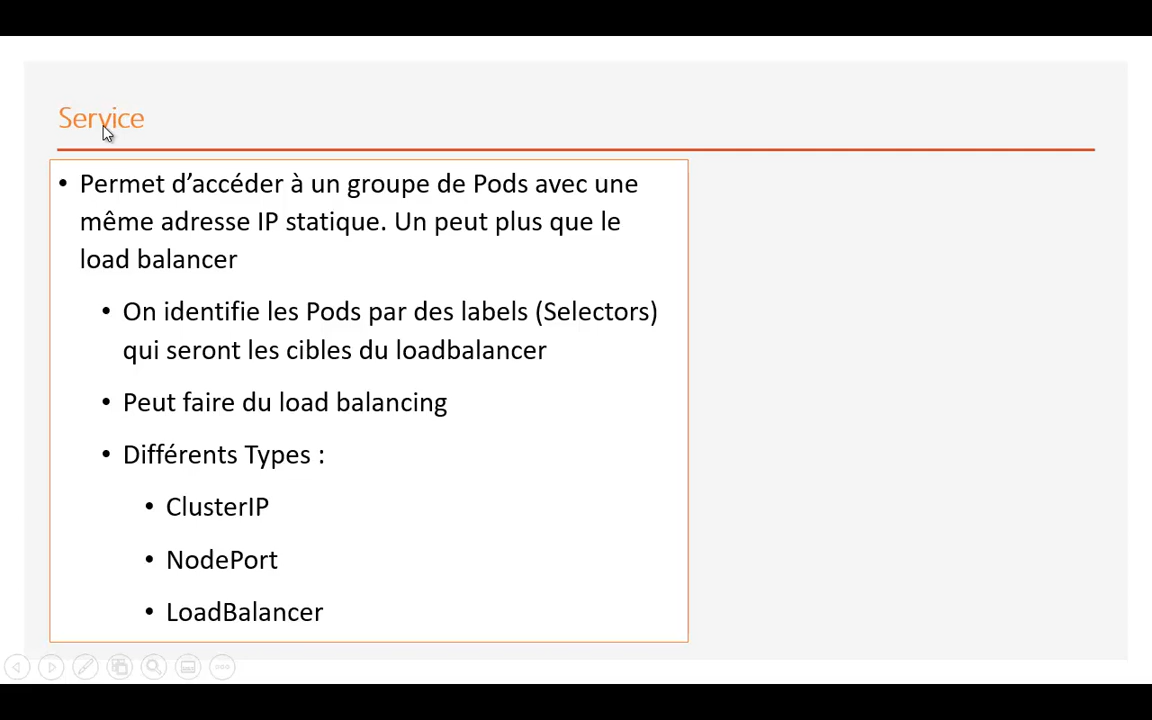 Service
• Permet d’accéder à un groupe de Pods avec une
même adresse IP statique. Un peut plus que le
load balancer
• On identifie les Pods par des labels (Selectors)
qui seront les cibles du loadbalancer
• Peut faire du load balancing
• Différents Types :
• ClusterIP
• NodePort
• LoadBalancer